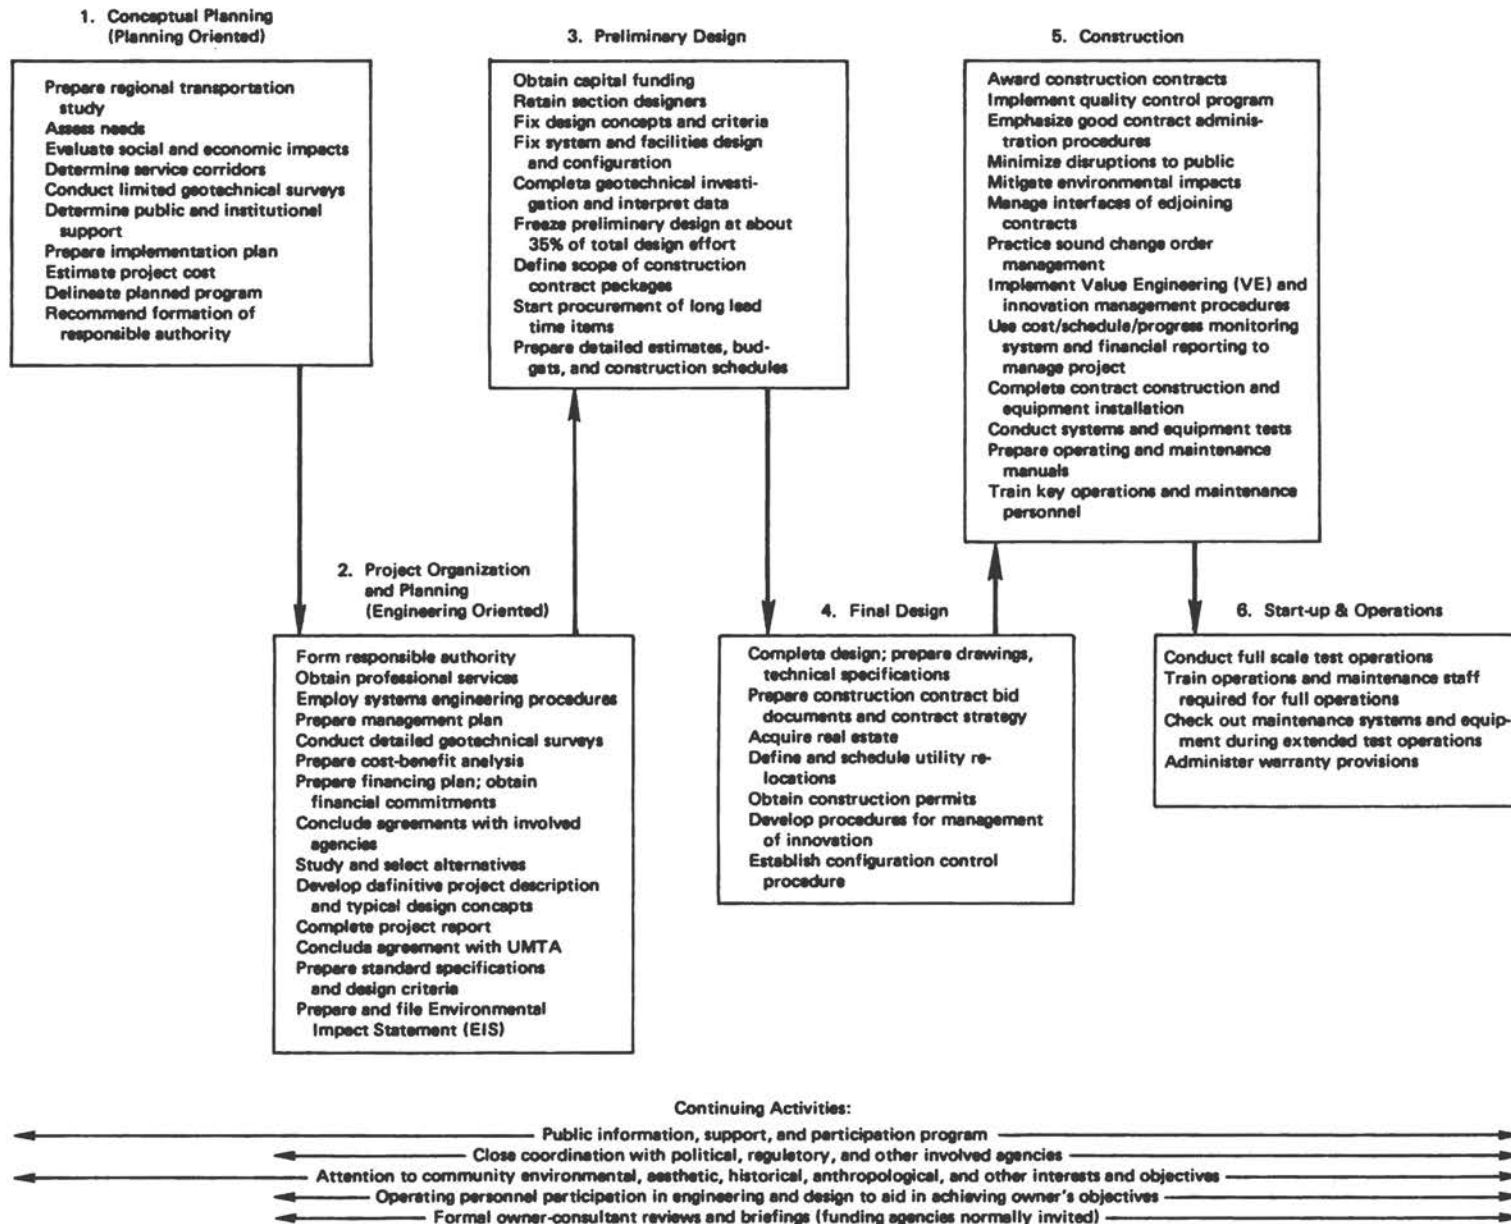 1. Conceptual Planning
(Planning Oriented)
Prepare regional transportation
study
Assess needs
Evaluate social and economic impacts
Determine service corridors
Conduct limited geotechnical surveys
Determine public and institutional
support
Prepare implementation plan
Estimate project cost
Delineate planned program
Recommend formation of
responsible authority
2. Project Organization
and Planning
(Engineering Oriented)
Form responsible authority
Obtain professional services
Employ systems engineering procedures
Prepare management plan
Conduct detailed geotechnical surveys
Prepare cost-benefit analysis
Prepare financing plan; obtain
financial commitments
Conclude agreements with involved
agencies
Study and select alternatives
Develop definitive project description
and typical design concepts
Complete project report
Conclude agreement with UMTA
Prepare standard specifications
and design criteria
Prepare and file Environmental
Impact Statement (EIS)
3. Preliminary Design
Obtain capital funding
Retain section designers
Fix design concepts and criteria
Fix system and facilities design
and configuration
Complete geotechnical investi-
gation and interpret data
Freeze preliminary design at about
35% of total design effort
Define scope of construction
contract packages
Start procurement of long lead
time items
Prepare detailed estimates, bud-
gets, and construction schedules
4. Final Design
Complete design; prepare drawings,
technical specifications
Prepare construction contract bid
documents and contract strategy
Acquire real estate
Define and schedule utility re-
locations
Obtain construction permits
Develop procedures for management
of innovation
Establish configuration control
procedure
5. Construction
Award construction contracts
Implement quality control program
Emphasize good contract adminis-
tration procedures
Minimize disruptions to public
Mitigate environmental impacts
Manage interfaces of edjoining
contracts
Practice sound change order
management
Implement Value Engineering (VE) and
innovation management procedures
Use cost/schedule/progress monitoring
system and financial reporting to
manage project
Complete contract construction and
equipment installation
Conduct systems and equipment tests
Prepare operating and maintenance
manuals
Train key operations and maintenance
personnel
6. Start-up & Operations
Conduct full scale test operations
Train operations and maintenance staff
required for full operations
Check out maintenance systems and equip-
ment during extended test operations
Administer warranty provisions
Continuing Activities:
Public information, support, and participation program
Close coordination with political, regulatory, and other involved agencies
Attention to community environmental, aesthetic, historical, anthropological, and other interests and objectives
Operating personnel participation in engineering and design to aid in achieving owner's objectives
Formal owner-consultant reviews and briefings (funding agencies normally invited)